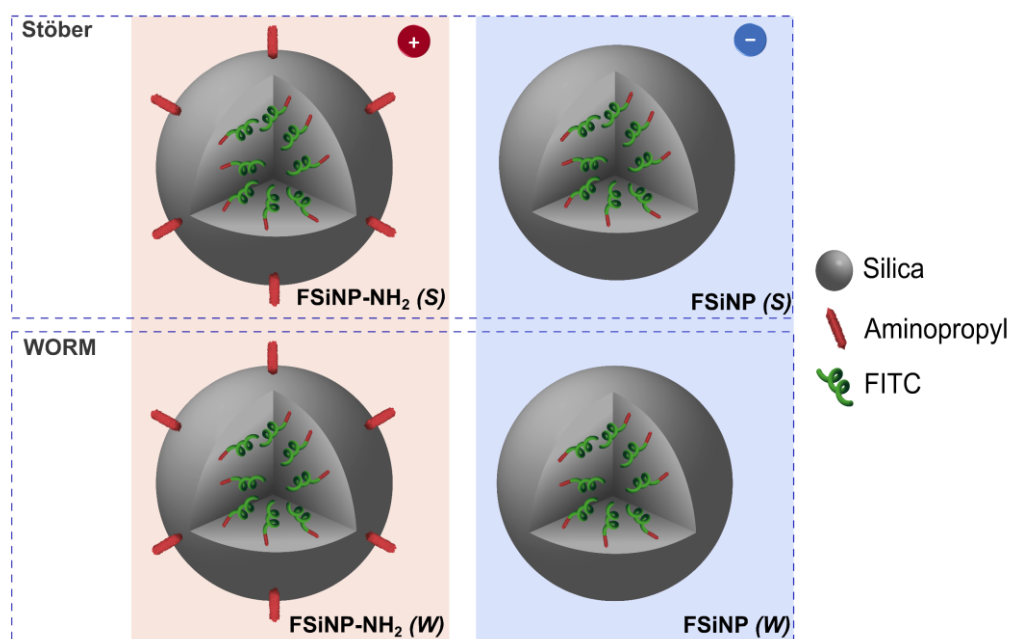 Stöber
+
−
FSiNP-NH₂ (S)
FSiNP (S)
WORM
FSiNP-NH₂ (W)
FSiNP (W)
Silica
Aminopropyl
FITC